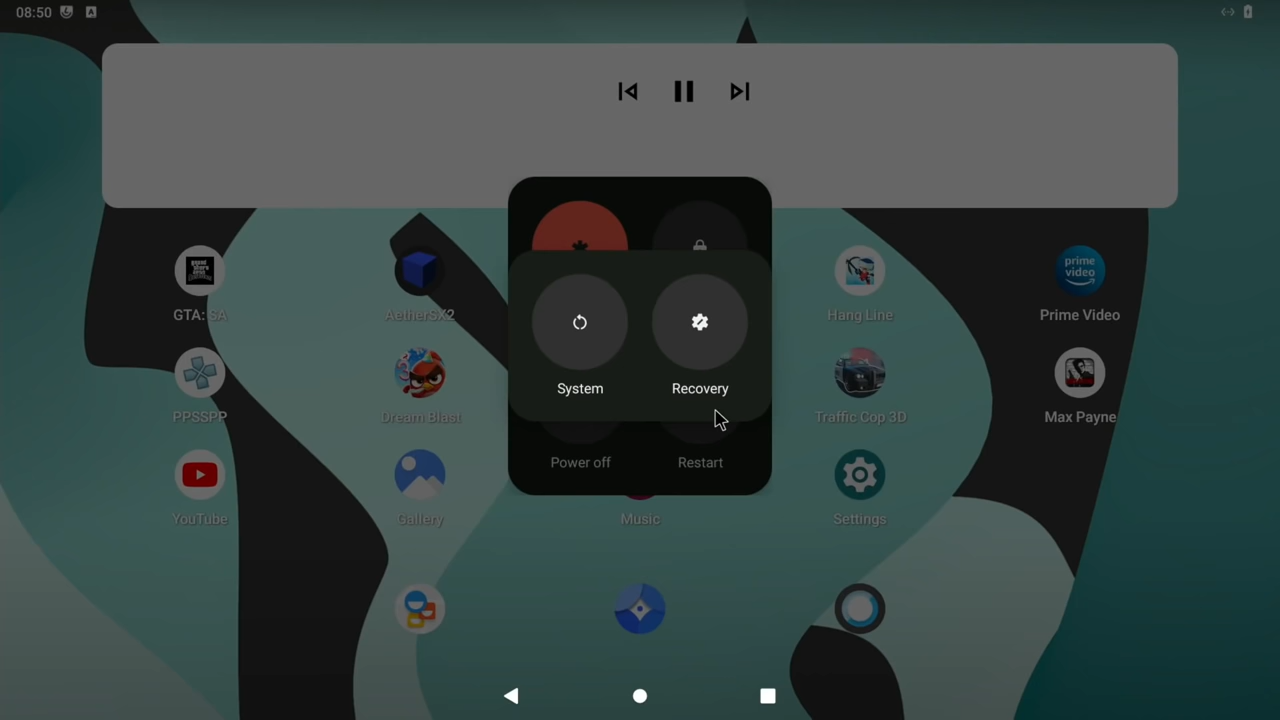 08:50
GTA: SA
AetherSX2
Hang Line
prime video
Prime Video
System
Recovery
PPSSPP
Dream Blast
Traffic Cop 3D
Max Payne
Power off
Restart
YouTube
Gallery
Music
Settings